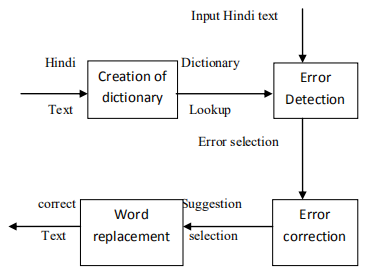 Input Hindi text
Hindi
Text
Creation of
dictionary
Dictionary
Lookup
Error
Detection
Error selection
Error
correction
Suggestion
selection
Word
replacement
correct
Text